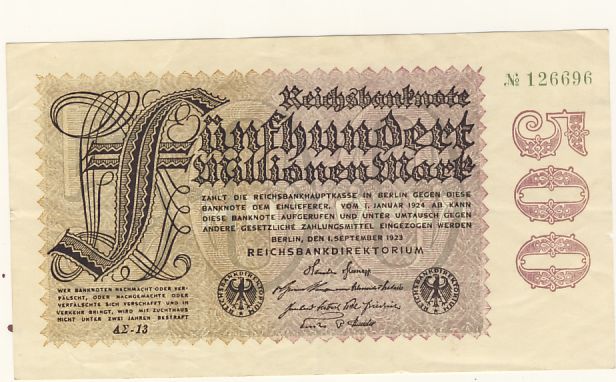 № 126696
Reichsbanknote
Fünfhundert
Millionen Mark
ZAHLT DIE REICHSBANKHAUPTKASSE IN BERLIN GEGEN DIESE
BANKNOTE DEM EINLIEFERER. VOM 1. JANUAR 1924 AB KANN
DIESE BANKNOTE AUFGERUFEN UND UNTER UMTAUSCH GEGEN
ANDERE GESETZLICHE ZAHLUNGSMITTEL EINGEZOGEN WERDEN
BERLIN, DEN 1. SEPTEMBER 1923
REICHSBANKDIREKTORIUM
WER BANKNOTEN NACHMACHT ODER VER-
FÄLSCHT, ODER NACHGEMACHTE ODER
VERFÄLSCHTE SICH VERSCHAFFT UND IN
VERKEHR BRINGT, WIRD MIT ZUCHTHAUS
NICHT UNTER ZWEI JAHREN BESTRAFT
ΔΣ-13
REICHSBANKDIREKTORIUM
REICHSBANKDIREKTORIUM
500